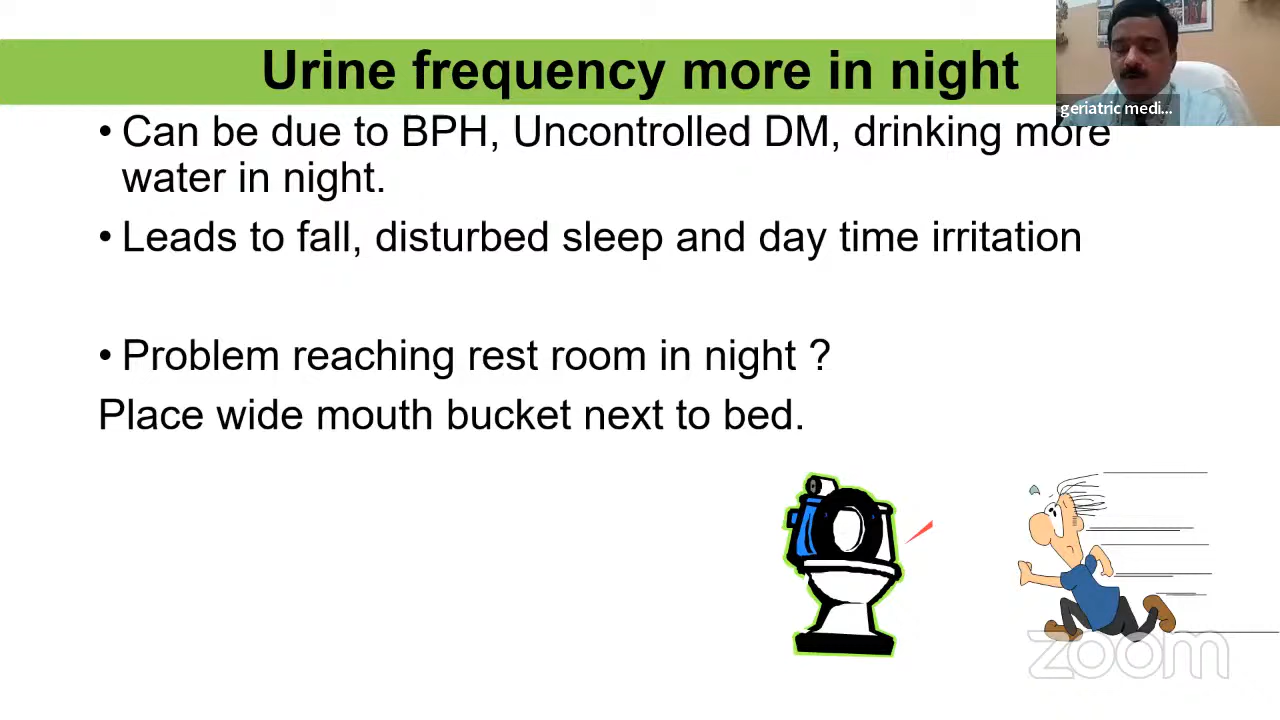 Urine frequency more in night
geriatric medi...
• Can be due to BPH, Uncontrolled DM, drinking more
water in night.
• Leads to fall, disturbed sleep and day time irritation
• Problem reaching rest room in night ?
Place wide mouth bucket next to bed.
zoom